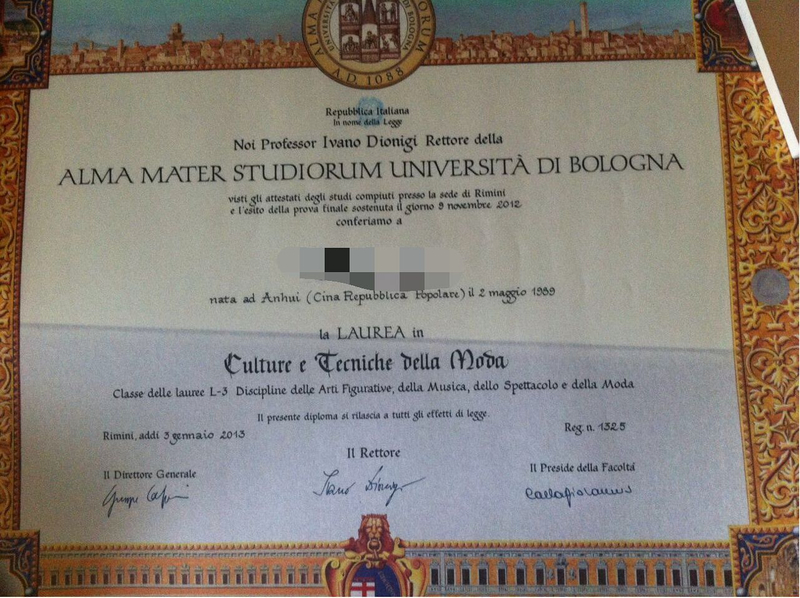 ALMA
ORUM
A.D. 1088
Repubblica Italiana
In nome della Legge
Noi Professor Ivano Dionigi Rettore della
ALMA MATER STUDIORUM UNIVERSITÀ DI BOLOGNA
visti gli attestati degli studi compiuti presso la sede di Rimini
e l'esito della prova finale sostenuta il giorno 9 novembre 2012
conferiamo a
nata ad Anhui (Cina Repubblica Popolare) il 2 maggio 1989
la LAUREA in
Culture e Tecniche della Moda
Classe delle lauree L-3 Discipline delle Arti Figurative, della Musica, dello Spettacolo e della Moda
Il presente diploma si rilascia a tutti gli effetti di legge.
Rimini, addì 3 gennaio 2013
Reg. n. 1325
Il Rettore
Il Direttore Generale
Il Preside della Facoltà
Ivano Dionigi